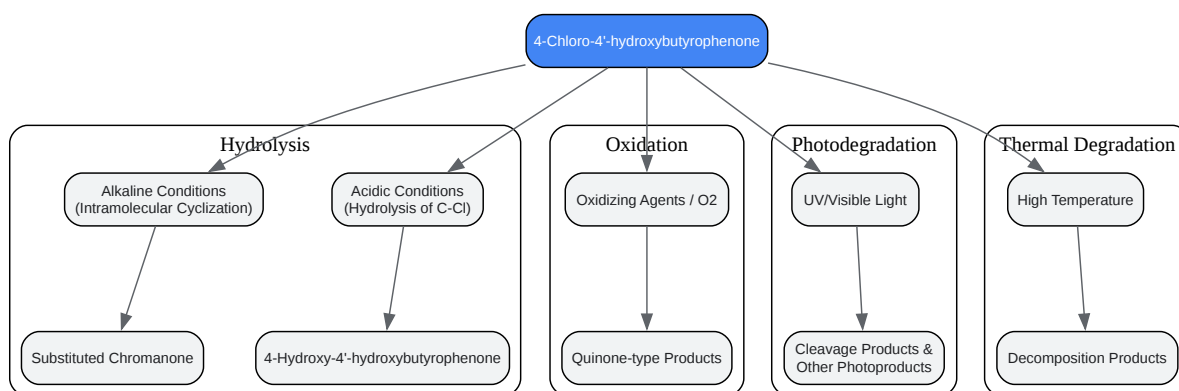 4-Chloro-4'-hydroxybutyrophenone
Hydrolysis
Oxidation
Photodegradation
Thermal Degradation
Alkaline Conditions
(Intramolecular Cyclization)
Acidic Conditions
(Hydrolysis of C-Cl)
Oxidizing Agents / O2
UV/Visible Light
High Temperature
Substituted Chromanone
4-Hydroxy-4'-hydroxybutyrophenone
Quinone-type Products
Cleavage Products &
Other Photoproducts
Decomposition Products